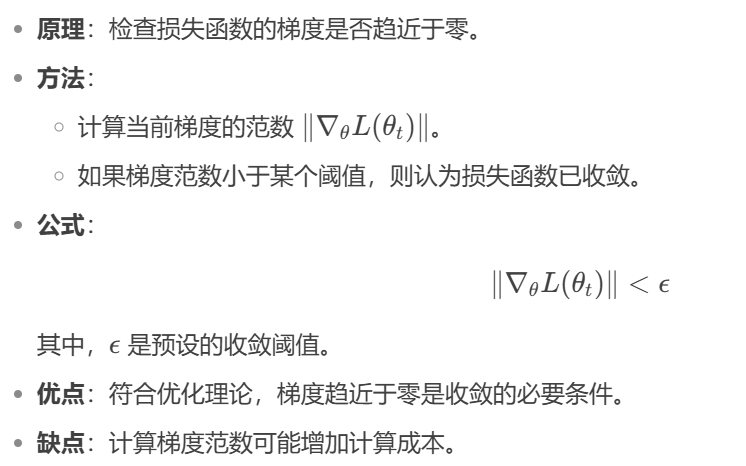 • 原理：检查损失函数的梯度是否趋近于零。
• 方法：
○ 计算当前梯度的范数 ∥∇θL(θt)∥。
○ 如果梯度范数小于某个阈值，则认为损失函数已收敛。
• 公式：
∥∇θL(θt)∥ < ϵ
其中，ϵ 是预设的收敛阈值。
• 优点：符合优化理论，梯度趋近于零是收敛的必要条件。
• 缺点：计算梯度范数可能增加计算成本。